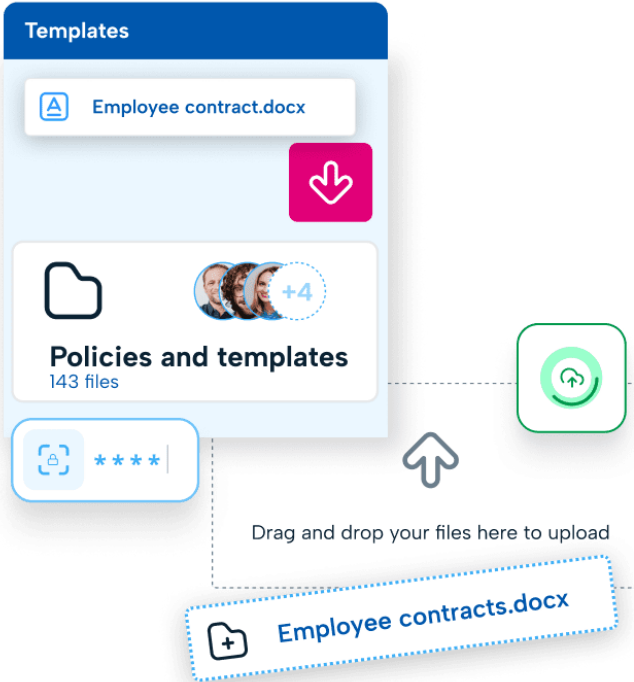 Templates
Employee contract.docx
+4
Policies and templates
143 files
****
Drag and drop your files here to upload
Employee contracts.docx